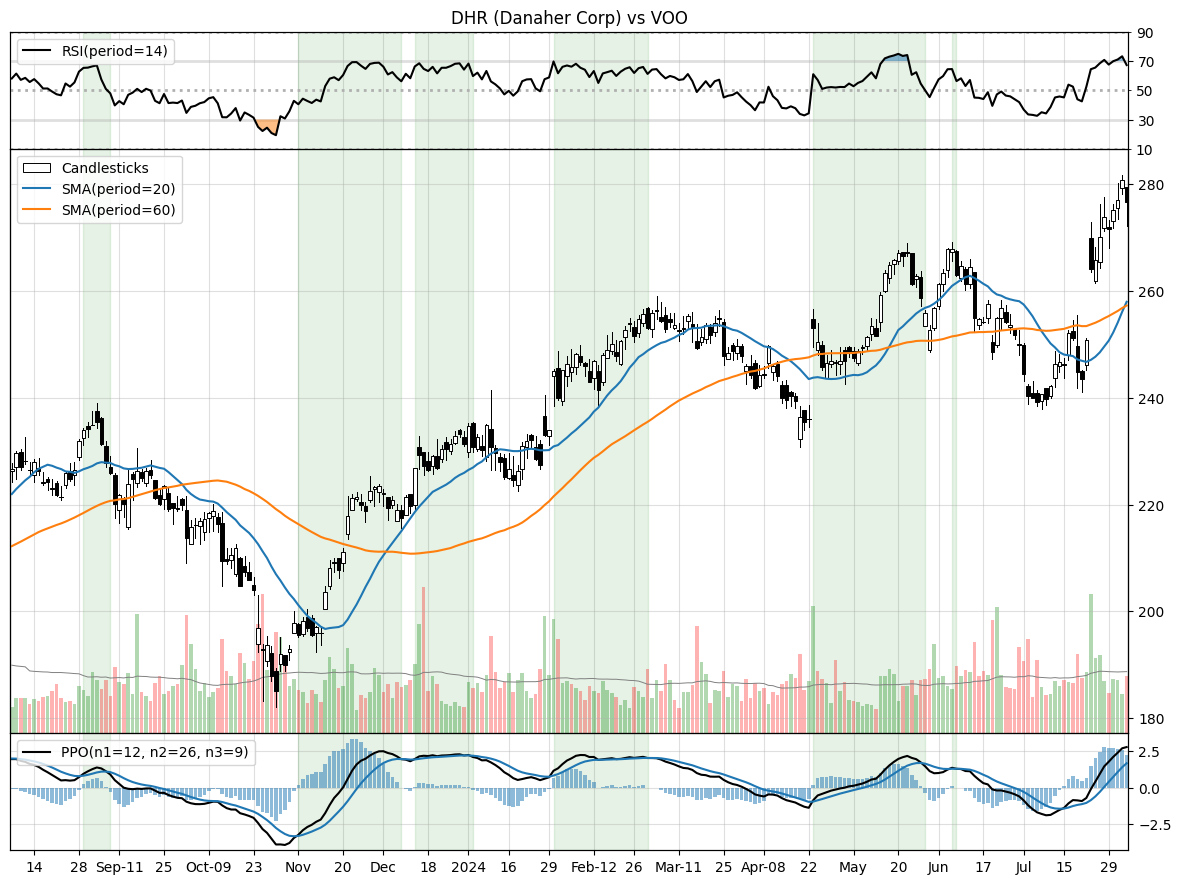 DHR (Danaher Corp) vs VOO
RSI(period=14)
90
70
50
30
10
Candlesticks
SMA(period=20)
SMA(period=60)
280
260
240
220
200
180
PPO(n1=12, n2=26, n3=9)
2.5
0.0
−2.5
14 28 Sep-11 25 Oct-09 23 Nov 20 Dec 18 2024 16 29 Feb-12 26 Mar-11 25 Apr-08 22 May 20 Jun 17 Jul 15 29